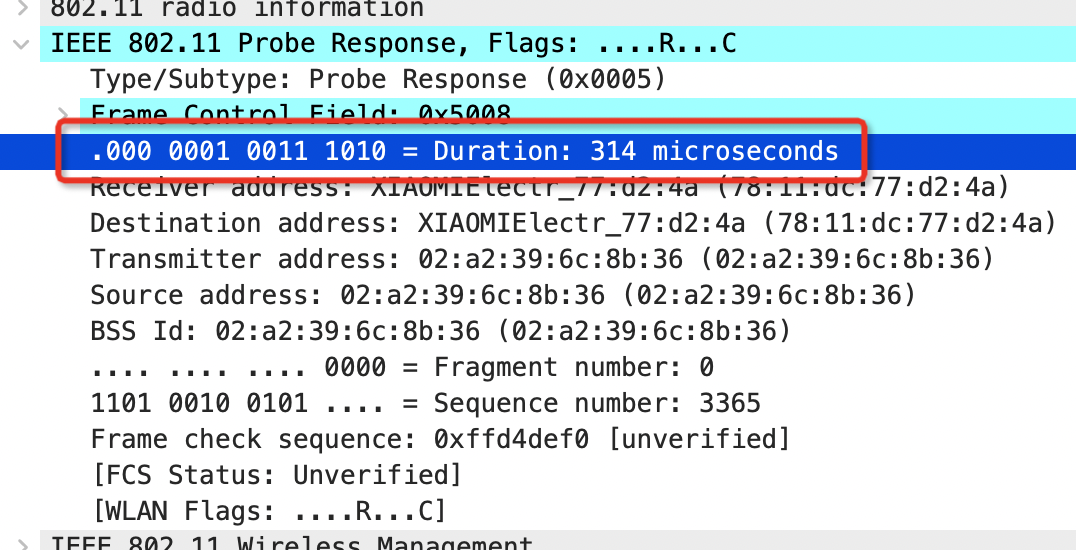 802.11 radio information
IEEE 802.11 Probe Response, Flags: ....R...C
Type/Subtype: Probe Response (0x0005)
Frame Control Field: 0x5008
.000 0001 0011 1010 = Duration: 314 microseconds
Receiver address: XIAOMIElectr_77:d2:4a (78:11:dc:77:d2:4a)
Destination address: XIAOMIElectr_77:d2:4a (78:11:dc:77:d2:4a)
Transmitter address: 02:a2:39:6c:8b:36 (02:a2:39:6c:8b:36)
Source address: 02:a2:39:6c:8b:36 (02:a2:39:6c:8b:36)
BSS Id: 02:a2:39:6c:8b:36 (02:a2:39:6c:8b:36)
.... .... .... 0000 = Fragment number: 0
1101 0010 0101 .... = Sequence number: 3365
Frame check sequence: 0xffd4def0 [unverified]
[FCS Status: Unverified]
[WLAN Flags: ....R...C]
IEEE 802.11 Wireless Management